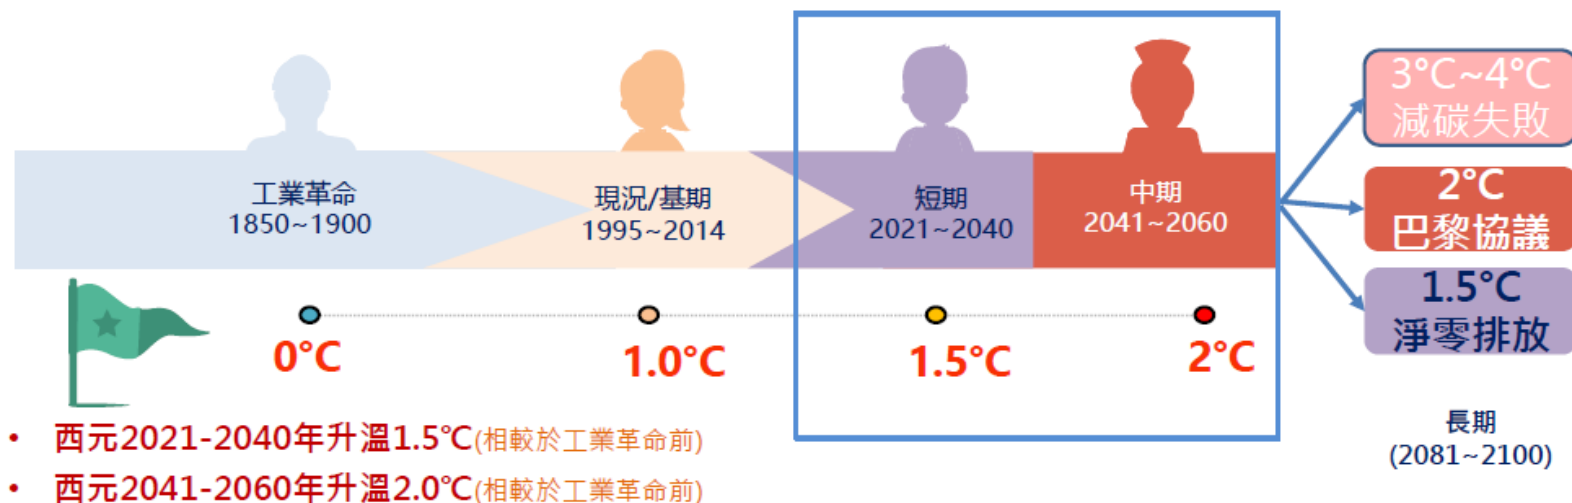 工業革命
1850~1900
現況/基期
1995~2014
短期
2021~2040
中期
2041~2060
3°C~4°C
減碳失敗
2°C
巴黎協議
1.5°C
淨零排放
0°C
1.0°C
1.5°C
2°C
長期
(2081~2100)
• 西元2021-2040年升溫1.5℃(相較於工業革命前)
• 西元2041-2060年升溫2.0℃(相較於工業革命前)